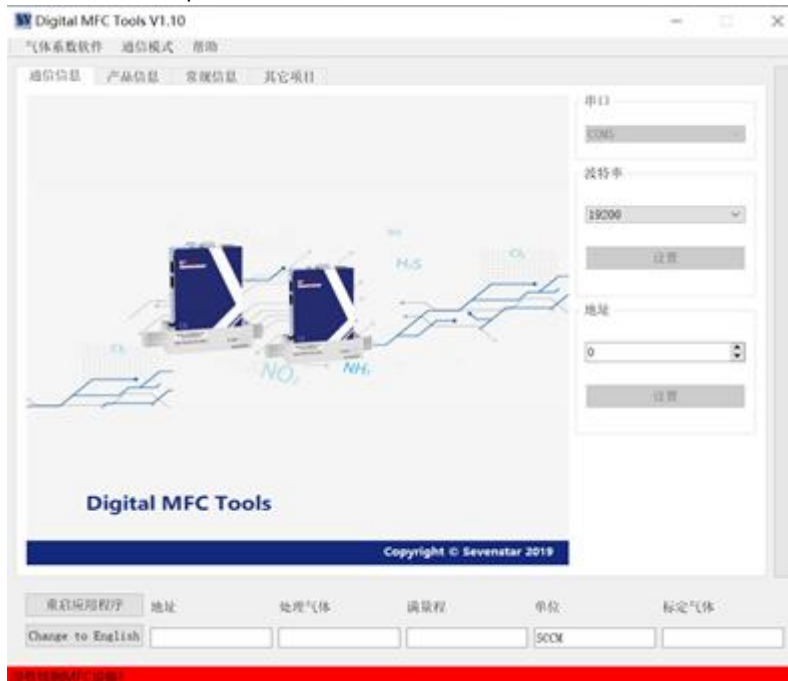 Digital MFC Tools V1.10
气体系数软件 通信模式 帮助
通信信息 产品信息 常规信息 其它项目
串口
COM5
波特率
19200
设置
地址
0
设置
H₂S
NO₂
NH₃
Digital MFC Tools
Copyright © Sevenstar 2019
重启应用程序 地址 处理气体 满量程 单位 标定气体
Change to English SCCM